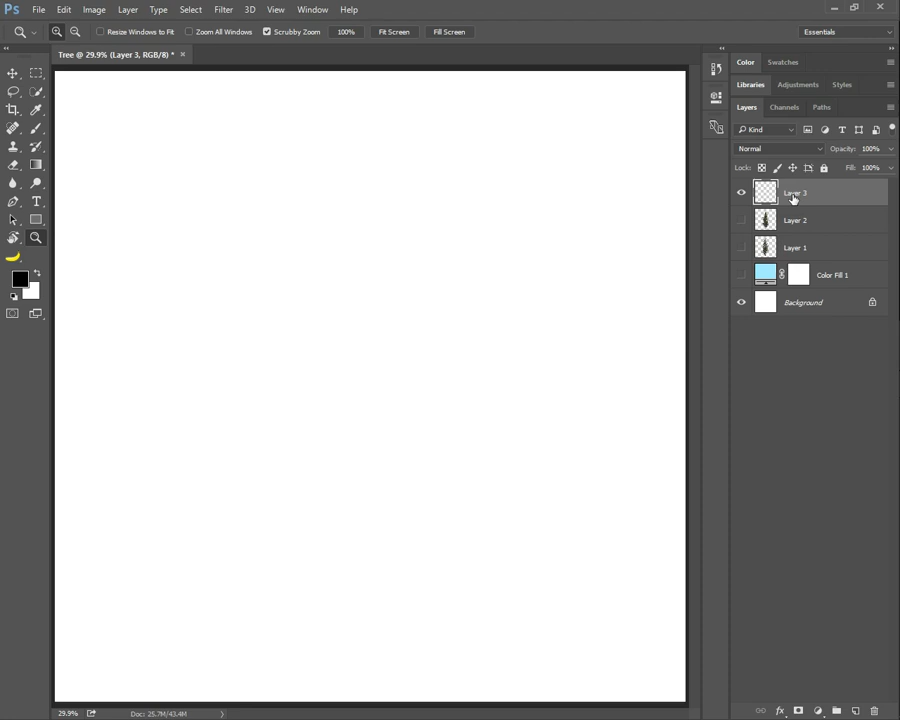 Ps File Edit Image Layer Type Select Filter 3D View Window Help
Resize Windows to Fit Zoom All Windows Scrubby Zoom 100% Fit Screen Fill Screen Essentials
Tree @ 29.9% (Layer 3, RGB/8) * ×
Color Swatches
Libraries Adjustments Styles
Layers Channels Paths
Kind
Normal Opacity: 100%
Lock: Fill: 100%
Layer 3
Layer 2
Layer 1
Color Fill 1
Background
29.9% Doc: 25.7M/43.4M